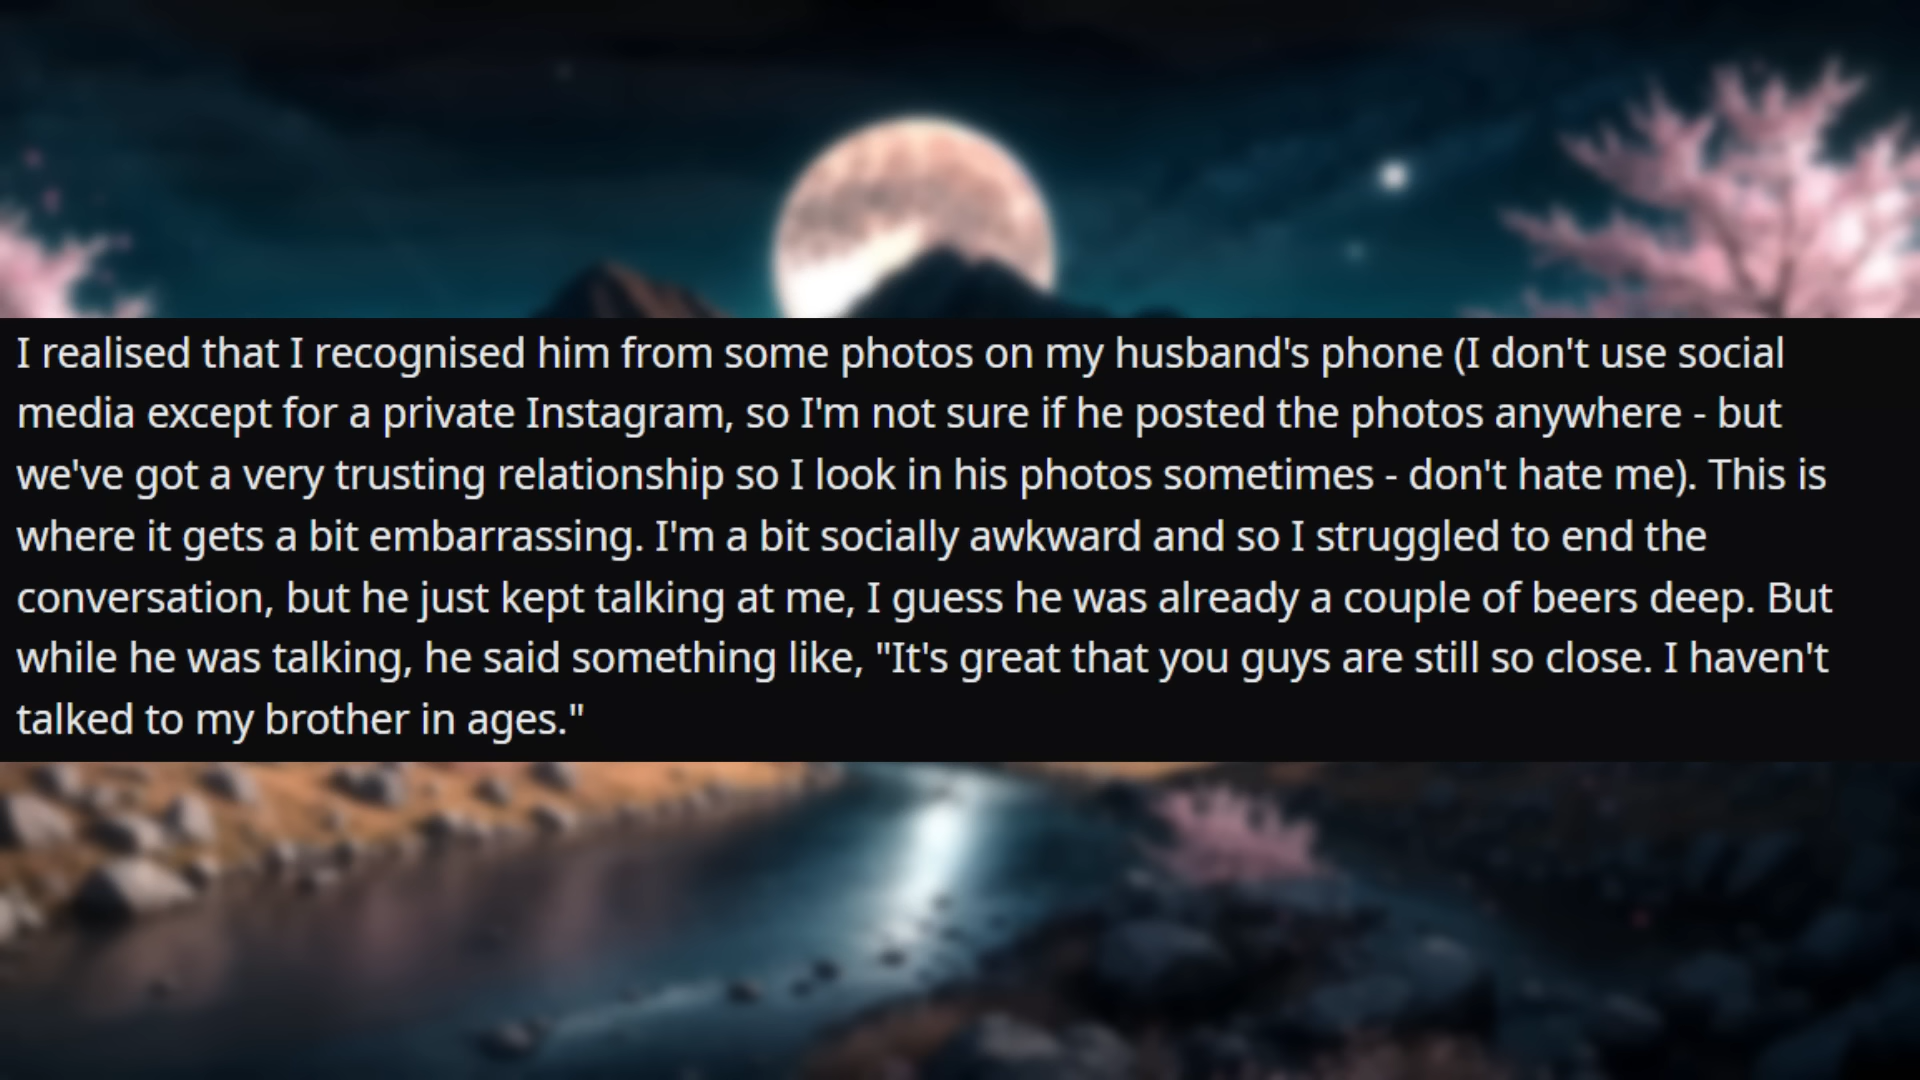 I realised that I recognised him from some photos on my husband's phone (I don't use social
media except for a private Instagram, so I'm not sure if he posted the photos anywhere - but
we've got a very trusting relationship so I look in his photos sometimes - don't hate me). This is
where it gets a bit embarrassing. I'm a bit socially awkward and so I struggled to end the
conversation, but he just kept talking at me, I guess he was already a couple of beers deep. But
while he was talking, he said something like, "It's great that you guys are still so close. I haven't
talked to my brother in ages."